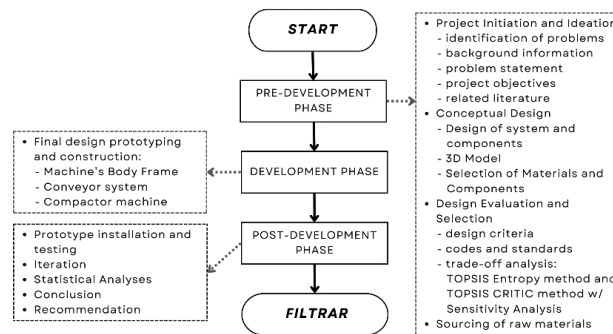 START
PRE-DEVELOPMENT
PHASE
DEVELOPMENT PHASE
POST-DEVELOPMENT
PHASE
FILTRAR
• Project Initiation and Ideation
- identification of problems
- background information
- problem statement
- project objectives
- related literature
• Conceptual Design
- Design of system and
components
- 3D Model
- Selection of Materials and
Components
• Design Evaluation and
Selection
- design criteria
- codes and standards
- trade-off analysis:
TOPSIS Entropy method and
TOPSIS CRITIC method w/
Sensitivity Analysis
• Sourcing of raw materials
• Final design prototyping
and construction:
- Machine's Body Frame
- Conveyor system
- Compactor machine
• Prototype installation and
testing
• Iteration
• Statistical Analyses
• Conclusion
• Recommendation